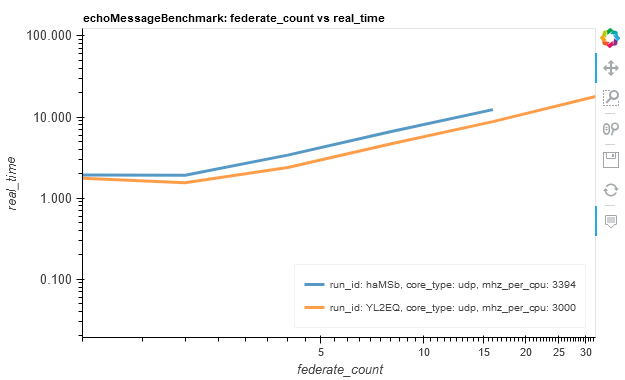 echoMessageBenchmark: federate_count vs real_time
100.000
10.000
1.000
0.100
real_time
5
10
15
20
25
30
federate_count
run_id: haMSb, core_type: udp, mhz_per_cpu: 3394
run_id: YL2EQ, core_type: udp, mhz_per_cpu: 3000